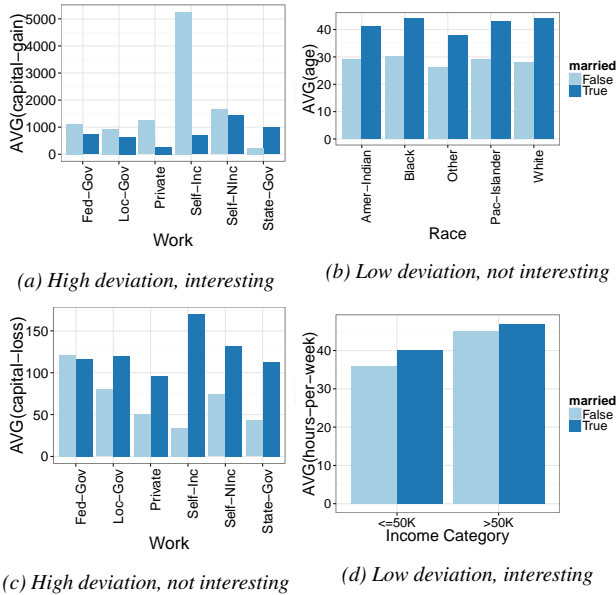 AVG(capital−gain)
5000
4000
3000
2000
1000
0
Fed−Gov
Loc−Gov
Private
Self−Inc
Self−NInc
State−Gov
Work
(a) High deviation, interesting
AVG(age)
40
30
20
10
0
Amer−Indian
Black
Other
Pac−Islander
White
Race
married
False
True
(b) Low deviation, not interesting
AVG(capital−loss)
150
100
50
0
Fed−Gov
Loc−Gov
Private
Self−Inc
Self−NInc
State−Gov
Work
(c) High deviation, not interesting
AVG(hours−per−week)
40
30
20
10
0
<=50K
>50K
Income Category
married
False
True
(d) Low deviation, interesting